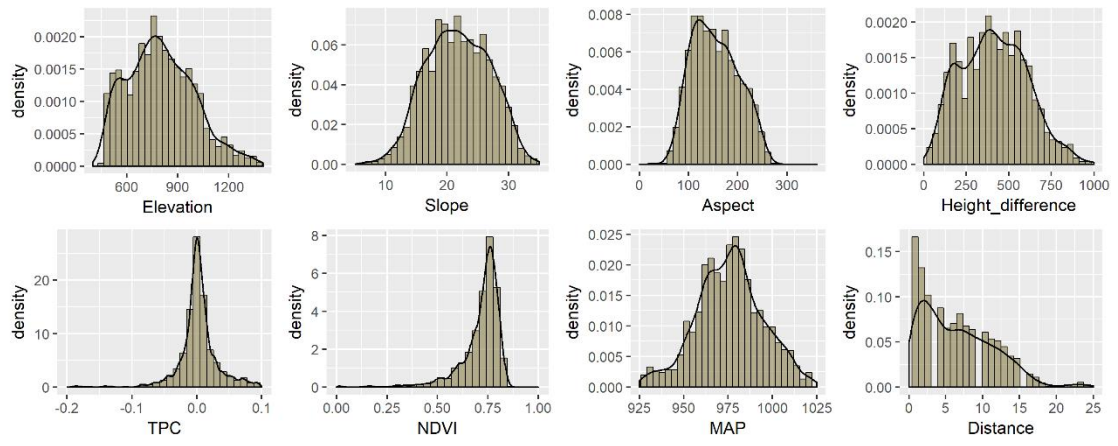 density
0.0020
0.0015
0.0010
0.0005
0.0000
600 900 1200
Elevation
density
0.06
0.04
0.02
0.00
10 20 30
Slope
density
0.008
0.006
0.004
0.002
0.000
0 100 200 300
Aspect
density
0.0020
0.0015
0.0010
0.0005
0.0000
0 250 500 750 1000
Height_difference
density
20
10
0
-0.2 -0.1 0.0 0.1
TPC
density
8
6
4
2
0
0.00 0.25 0.50 0.75 1.00
NDVI
density
0.025
0.020
0.015
0.010
0.005
0.000
925 950 975 1000 1025
MAP
density
0.15
0.10
0.05
0.00
0 5 10 15 20 25
Distance